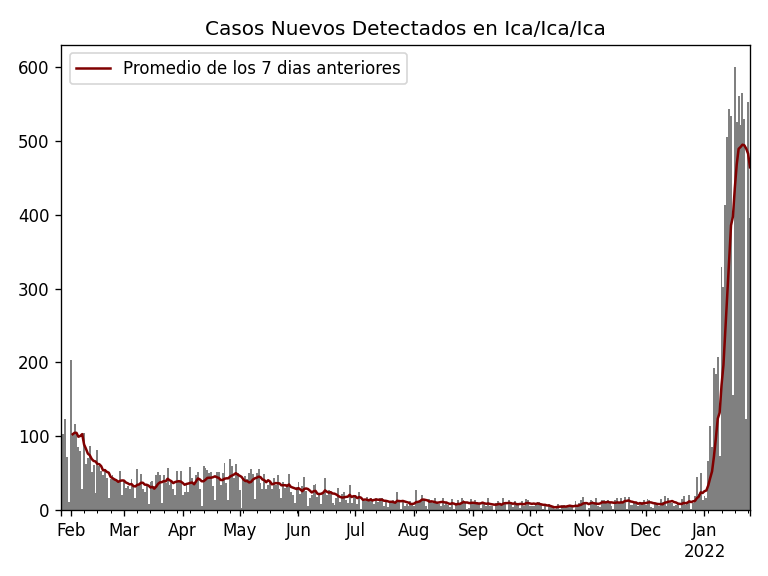 Casos Nuevos Detectados en Ica/Ica/Ica
Promedio de los 7 dias anteriores
600
500
400
300
200
100
0
Feb Mar Apr May Jun Jul Aug Sep Oct Nov Dec Jan
2022